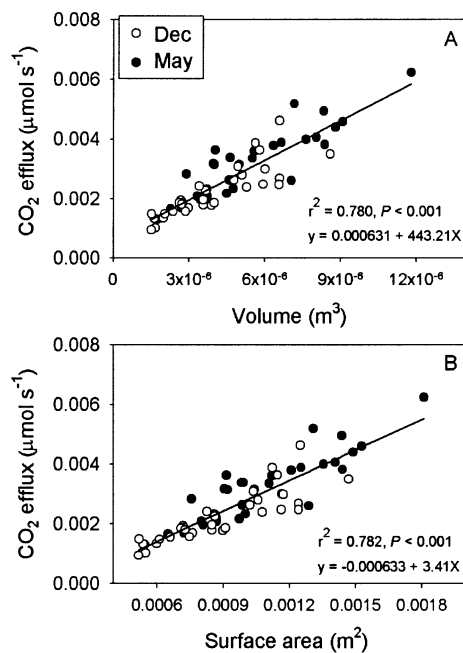 0.008
Dec
May
A
0.006
0.004
0.002
0.000
CO₂ efflux (μmol s⁻¹)
r² = 0.780, P < 0.001
y = 0.000631 + 443.21X
3x10⁻⁶ 6x10⁻⁶ 9x10⁻⁶ 12x10⁻⁶
Volume (m³)
0.008
B
0.006
0.004
0.002
0.000
CO₂ efflux (μmol s⁻¹)
r² = 0.782, P < 0.001
y = -0.000633 + 3.41X
0.0006 0.0009 0.0012 0.0015 0.0018
Surface area (m²)